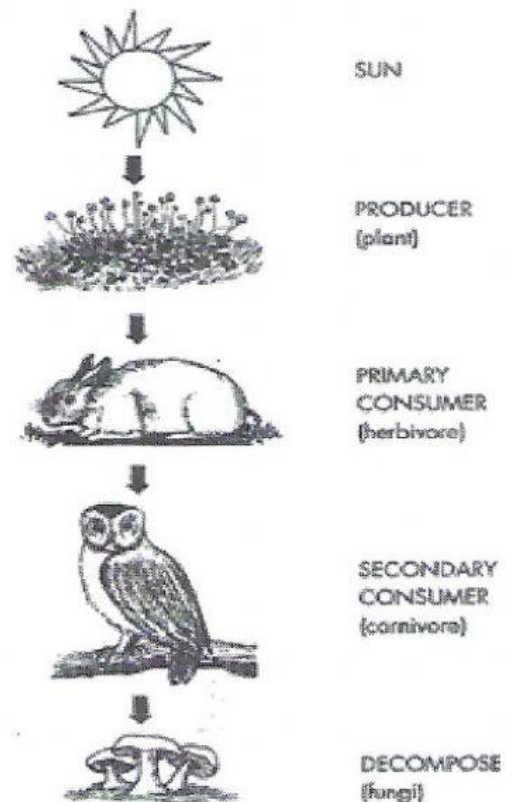 SUN
PRODUCER
(plant)
PRIMARY
CONSUMER
(herbivore)
SECONDARY
CONSUMER
(carnivore)
DECOMPOSE
(fungi)